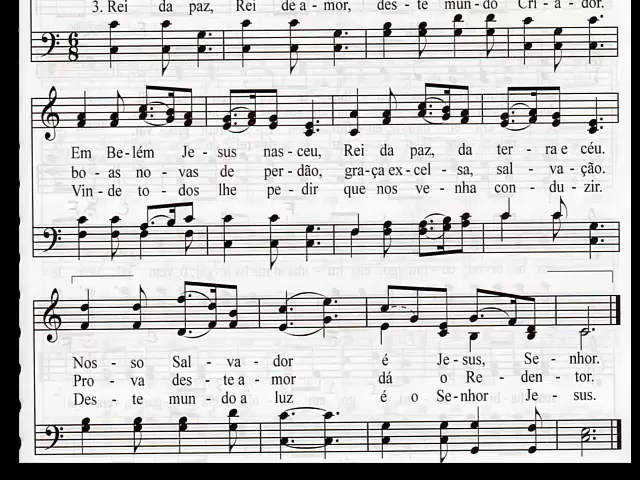 3. Rei da paz, Rei de a - mor, des - te mun - do Cri - a - dor.
6
8
Em Be - lém Je - sus nas - ceu, Rei da paz, da ter - ra e céu.
bo - as no - vas de per - dão, gra - ça ex - cel - sa, sal - va - ção.
Vin - de to - dos lhe pe - dir que nos ve - nha con - du - zir.
Nos - so Sal - va - dor é Je - sus, Se - nhor.
Pro - va des - te a - mor dá o Re - den - tor.
Des - te mun - do a luz é o Se - nhor Je - sus.